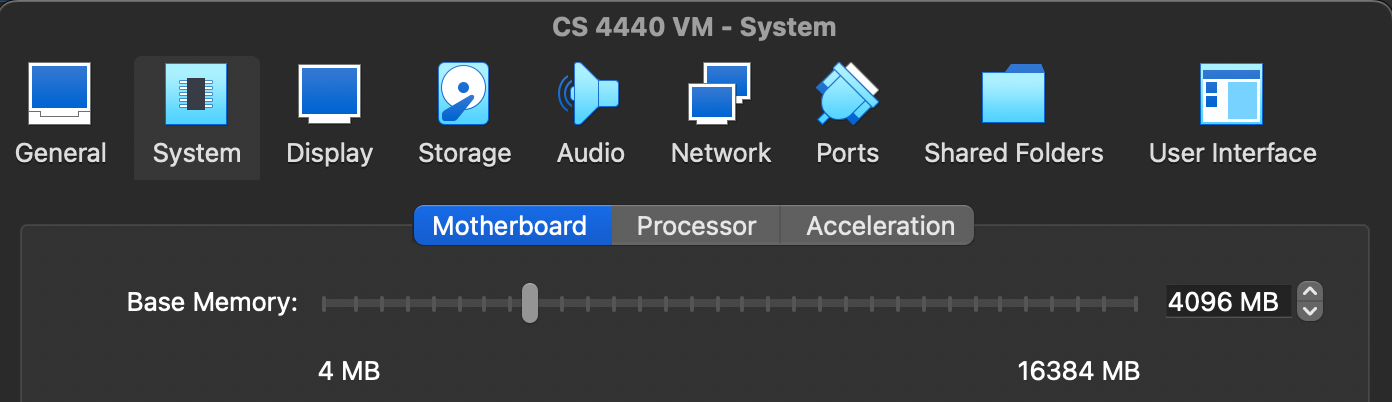 CS 4440 VM - System
General System Display Storage Audio Network Ports Shared Folders User Interface
Motherboard Processor Acceleration
Base Memory: 4096 MB
4 MB 16384 MB